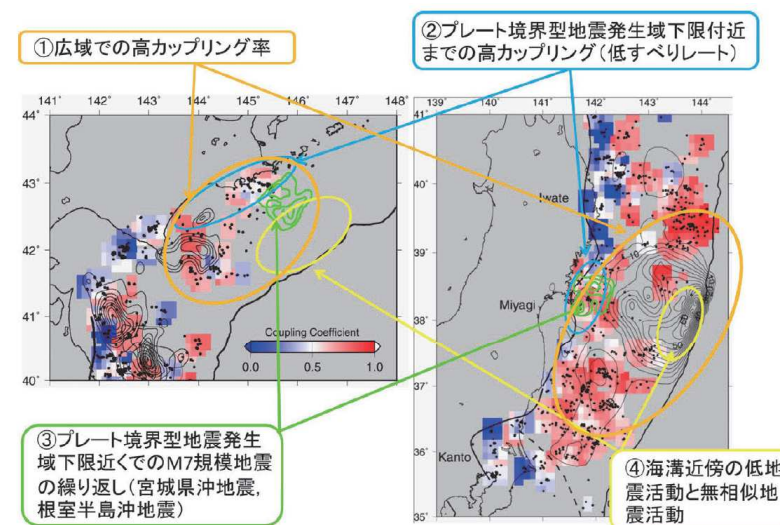 ①広域での高カップリング率
②プレート境界型地震発生域下限付近
までの高カップリング(低すべりレート)
141° 142° 143° 144° 145° 146° 147° 148°
44°
43°
42°
41°
40°
Coupling Coefficient
0.0 0.5 1.0
139° 140° 141° 142° 143° 144°
41°
40°
39°
38°
37°
36°
35°
Iwate
Miyagi
Kanto
10
50
③プレート境界型地震発生
域下限近くでのM7規模地震
の繰り返し(宮城県沖地震,
根室半島沖地震)
④海溝近傍の低地
震活動と無相似地
震活動